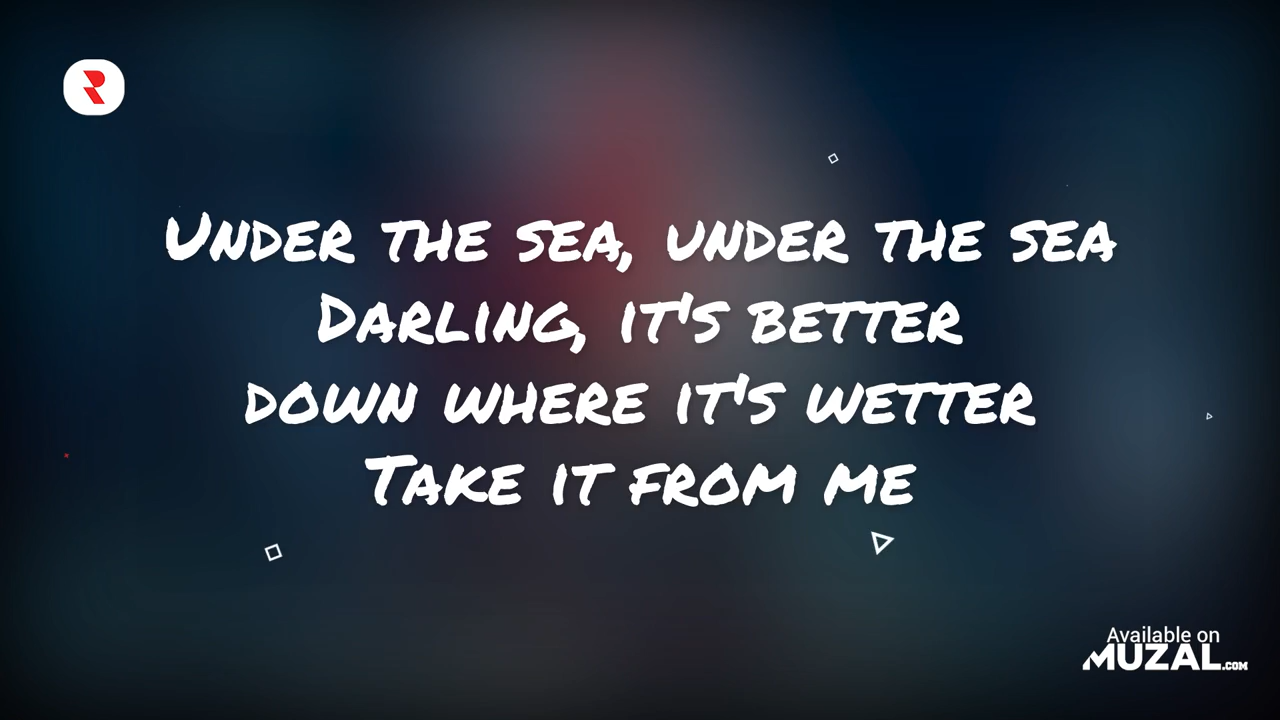 Under the sea, under the sea
Darling, it's better
down where it's wetter
Take it from me
Available on
MUZAL.COM